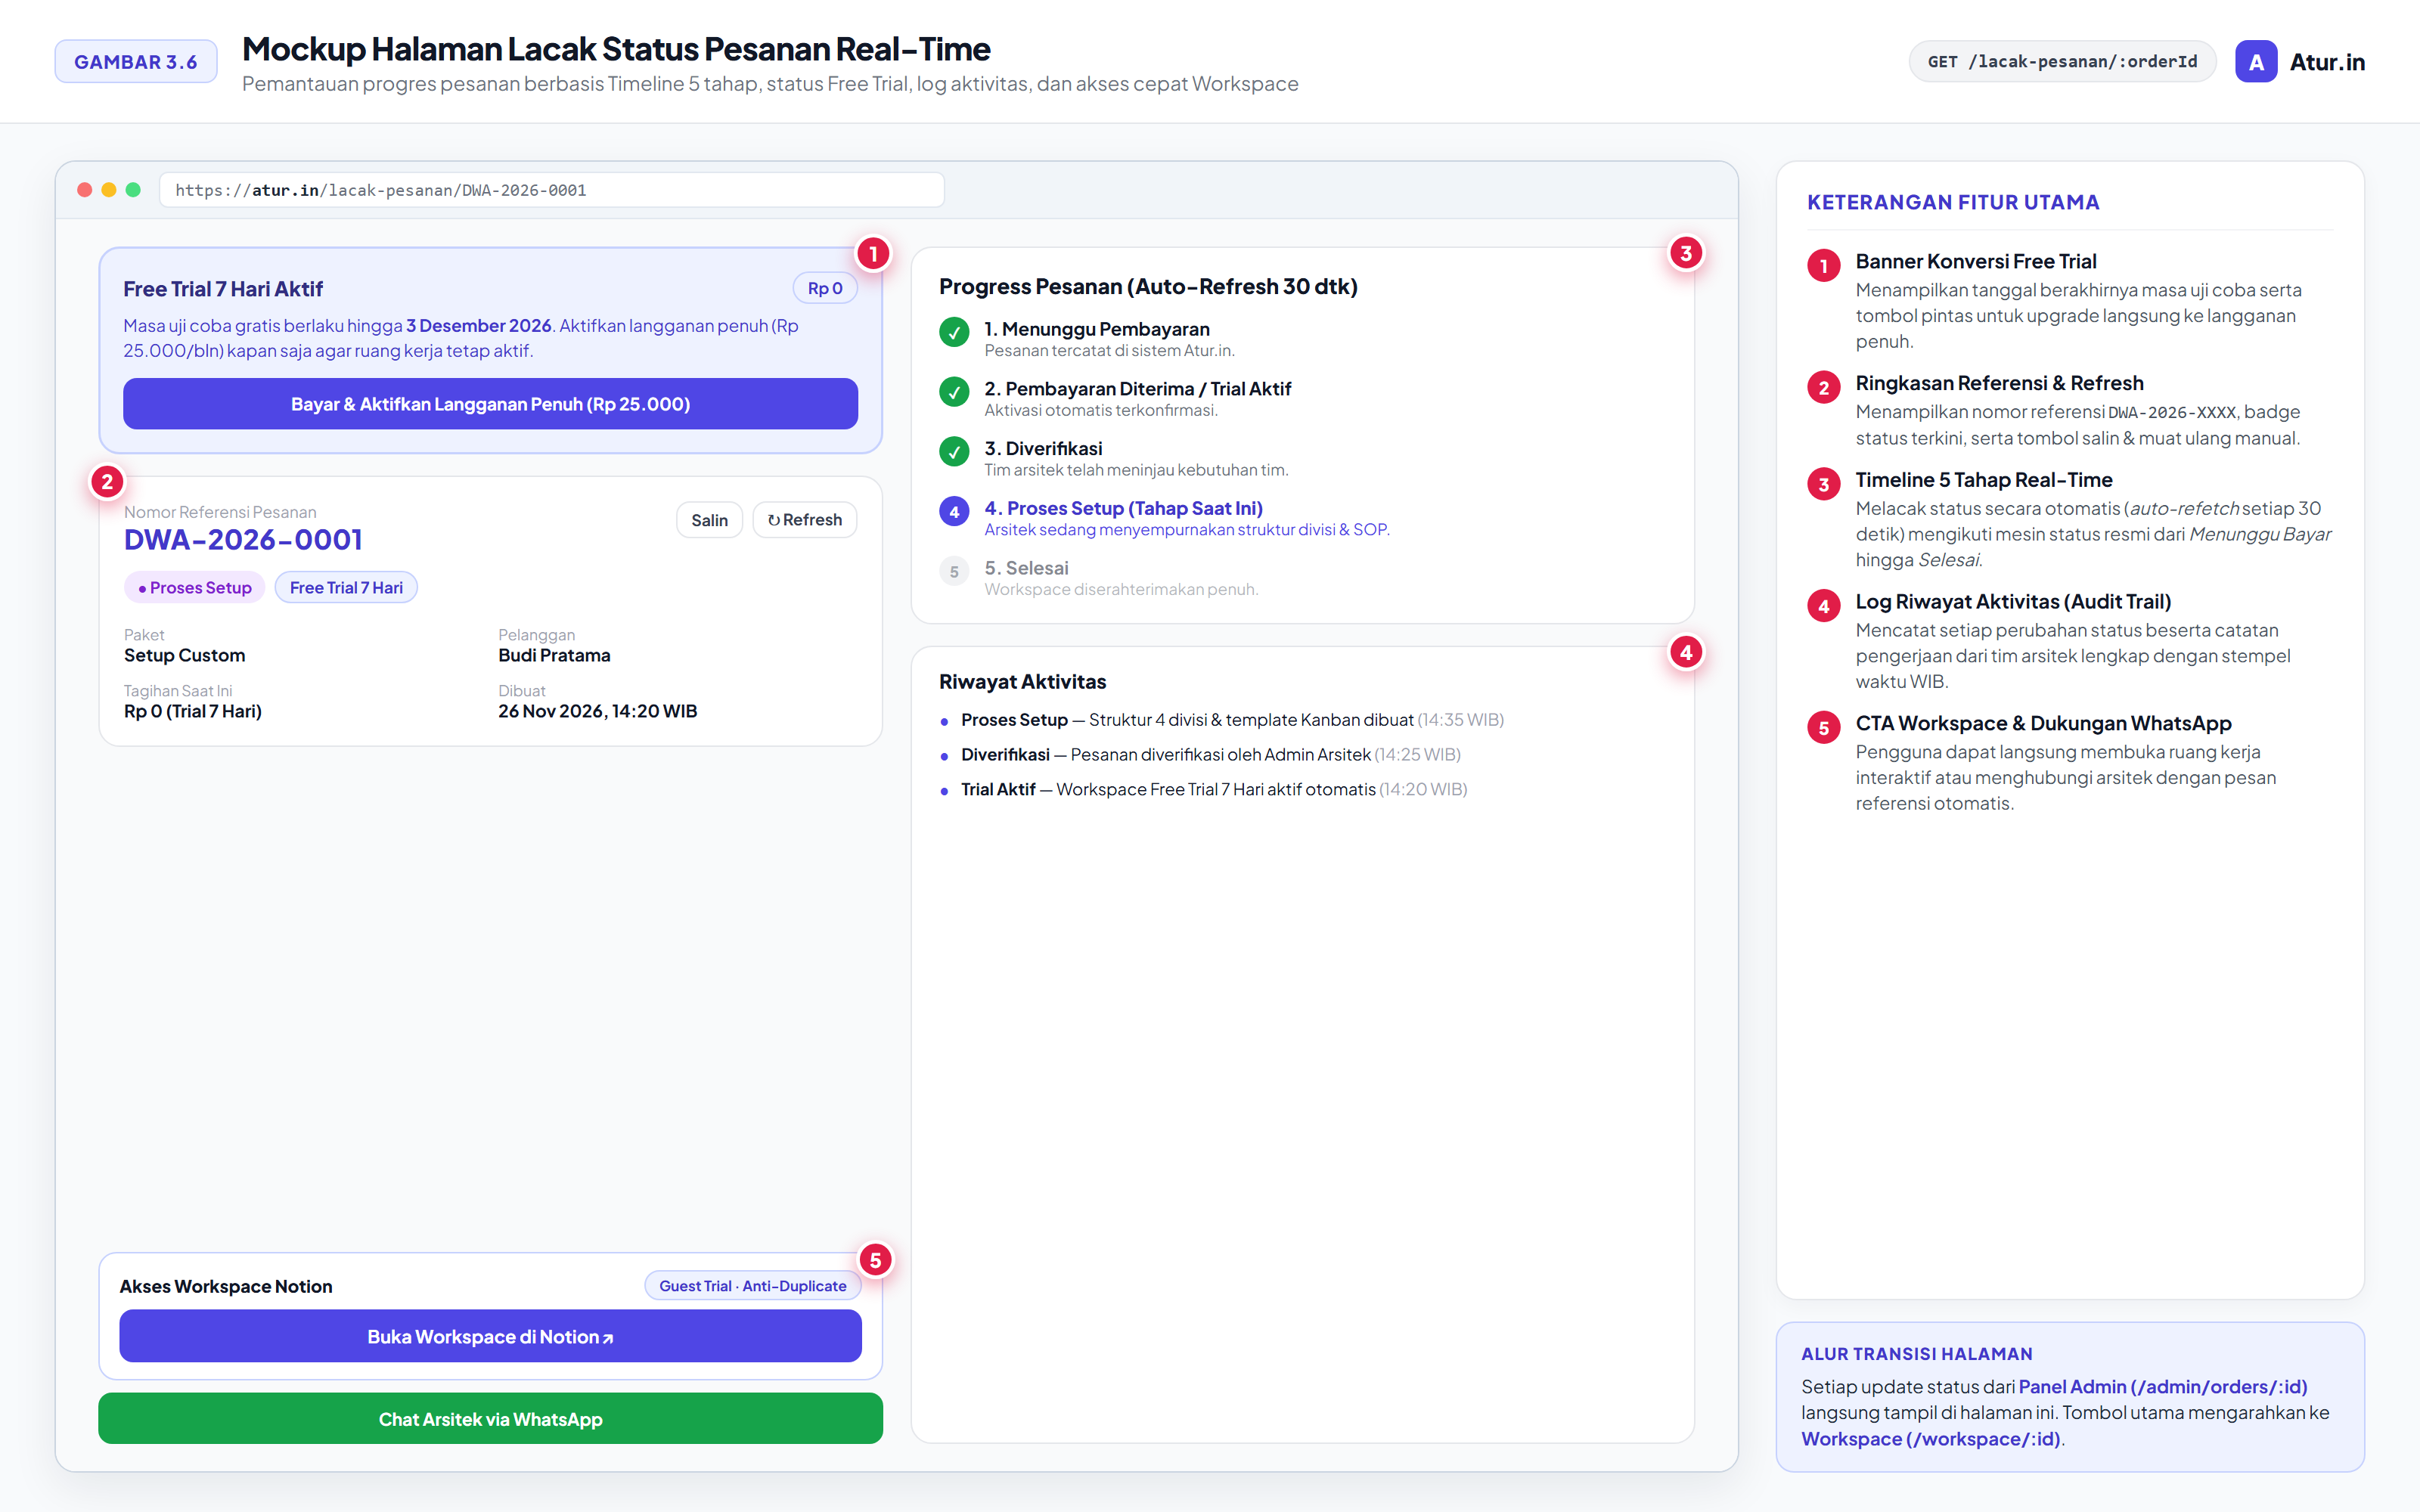 GAMBAR 3.6
Mockup Halaman Lacak Status Pesanan Real-Time
Pemantauan progres pesanan berbasis Timeline 5 tahap, status Free Trial, log aktivitas, dan akses cepat Workspace
GET /lacak-pesanan/:orderId
A
Atur.in
https://atur.in/lacak-pesanan/DWA-2026-0001
1
Free Trial 7 Hari Aktif
Rp 0
Masa uji coba gratis berlaku hingga 3 Desember 2026. Aktifkan langganan penuh (Rp
25.000/bln) kapan saja agar ruang kerja tetap aktif.
Bayar & Aktifkan Langganan Penuh (Rp 25.000)
2
Nomor Referensi Pesanan
DWA-2026-0001
Salin
↻ Refresh
● Proses Setup
Free Trial 7 Hari
Paket
Setup Custom
Pelanggan
Budi Pratama
Tagihan Saat Ini
Rp 0 (Trial 7 Hari)
Dibuat
26 Nov 2026, 14:20 WIB
5
Akses Workspace Notion
Guest Trial · Anti-Duplicate
Buka Workspace di Notion ↗
Chat Arsitek via WhatsApp
3
Progress Pesanan (Auto-Refresh 30 dtk)
✓
1. Menunggu Pembayaran
Pesanan tercatat di sistem Atur.in.
✓
2. Pembayaran Diterima / Trial Aktif
Aktivasi otomatis terkonfirmasi.
✓
3. Diverifikasi
Tim arsitek telah meninjau kebutuhan tim.
4
4. Proses Setup (Tahap Saat Ini)
Arsitek sedang menyempurnakan struktur divisi & SOP.
5
5. Selesai
Workspace diserahterimakan penuh.
4
Riwayat Aktivitas
● Proses Setup — Struktur 4 divisi & template Kanban dibuat (14:35 WIB)
● Diverifikasi — Pesanan diverifikasi oleh Admin Arsitek (14:25 WIB)
● Trial Aktif — Workspace Free Trial 7 Hari aktif otomatis (14:20 WIB)
KETERANGAN FITUR UTAMA
1
Banner Konversi Free Trial
Menampilkan tanggal berakhirnya masa uji coba serta
tombol pintas untuk upgrade langsung ke langganan
penuh.
2
Ringkasan Referensi & Refresh
Menampilkan nomor referensi DWA-2026-XXXX, badge
status terkini, serta tombol salin & muat ulang manual.
3
Timeline 5 Tahap Real-Time
Melacak status secara otomatis (auto-refetch setiap 30
detik) mengikuti mesin status resmi dari Menunggu Bayar
hingga Selesai.
4
Log Riwayat Aktivitas (Audit Trail)
Mencatat setiap perubahan status beserta catatan
pengerjaan dari tim arsitek lengkap dengan stempel
waktu WIB.
5
CTA Workspace & Dukungan WhatsApp
Pengguna dapat langsung membuka ruang kerja
interaktif atau menghubungi arsitek dengan pesan
referensi otomatis.
ALUR TRANSISI HALAMAN
Setiap update status dari Panel Admin (/admin/orders/:id)
langsung tampil di halaman ini. Tombol utama mengarahkan ke
Workspace (/workspace/:id).